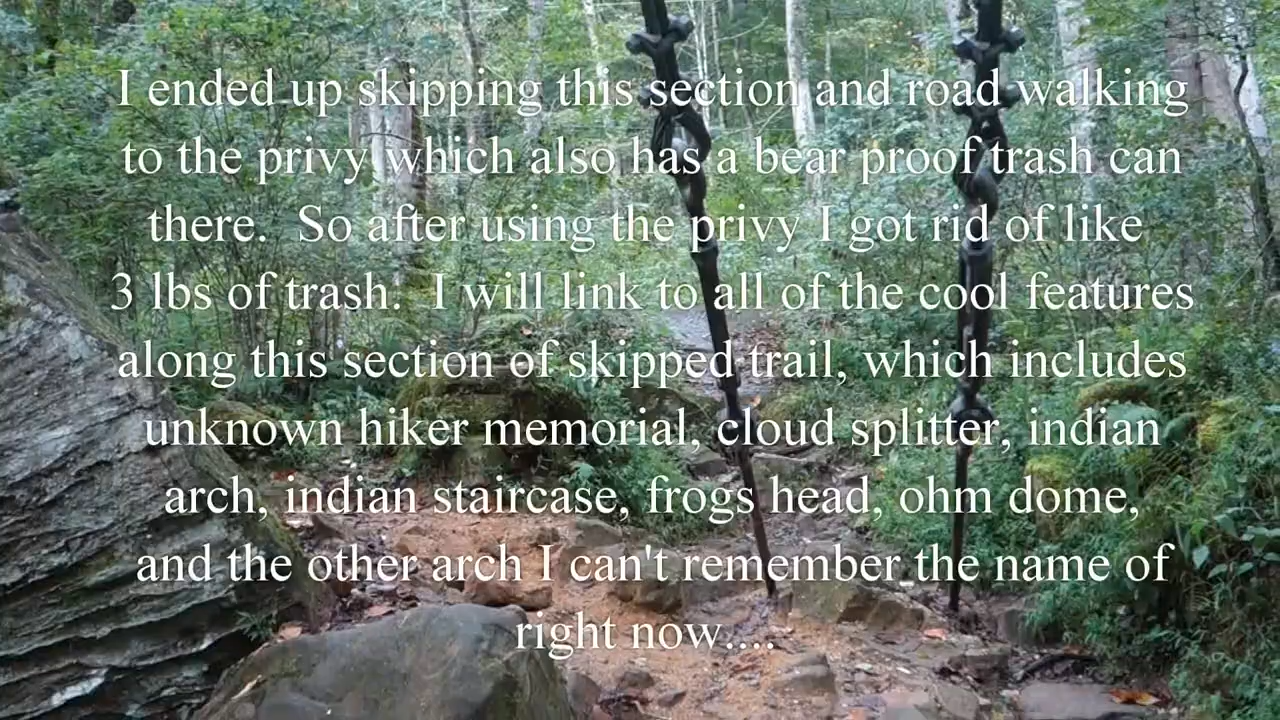 I ended up skipping this section and road walking
to the privy which also has a bear proof trash can
there.  So after using the privy I got rid of like
3 lbs of trash.  I will link to all of the cool features
along this section of skipped trail, which includes
unknown hiker memorial, cloud splitter, indian
arch, indian staircase, frogs head, ohm dome,
and the other arch I can't remember the name of
right now....